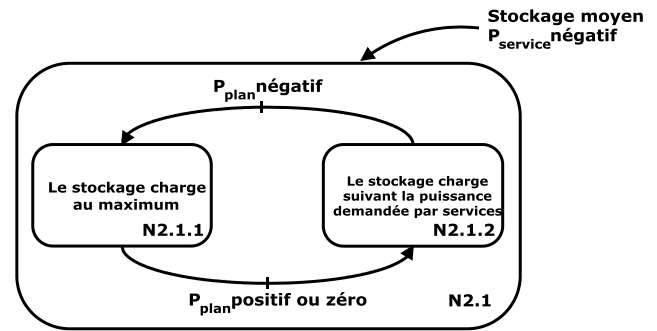 Stockage moyen
Pservice négatif
Pplan négatif
Le stockage charge
au maximum
N2.1.1
Le stockage charge
suivant la puissance
demandée par services
N2.1.2
Pplan positif ou zéro
N2.1